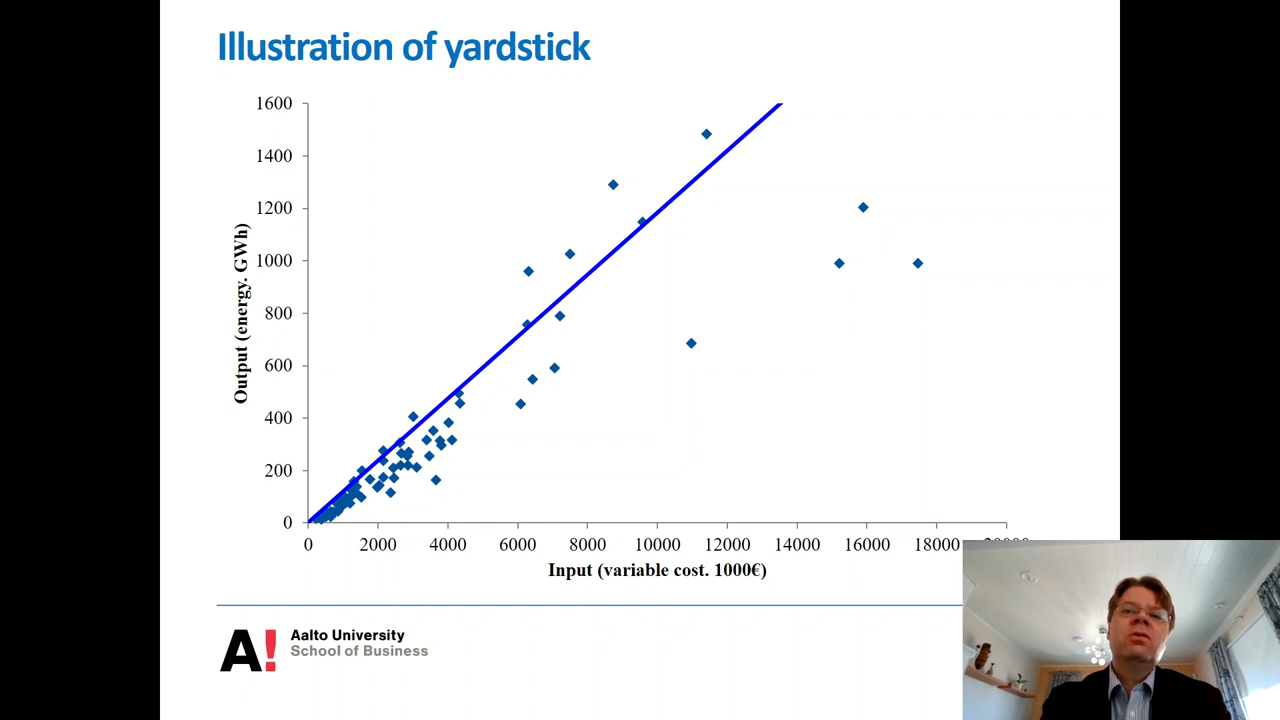 Illustration of yardstick
1600
1400
1200
1000
800
600
400
200
0
Output (energy. GWh)
0 2000 4000 6000 8000 10000 12000 14000 16000 18000
Input (variable cost. 1000€)
A!
Aalto University
School of Business